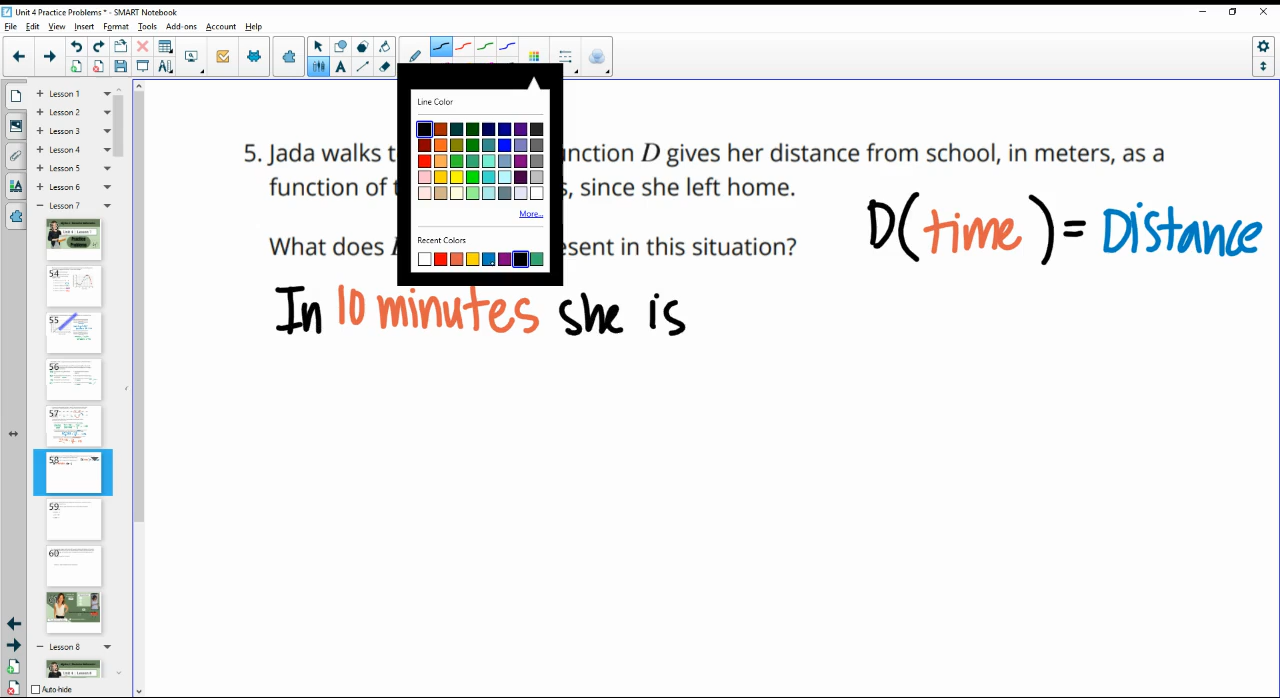 Unit 4 Practice Problems * - SMART Notebook
File Edit View Insert Format Tools Add-ons Account Help
Lesson 1
Lesson 2
Lesson 3
Lesson 4
Lesson 5
Lesson 6
Lesson 7
54
55
56
57
58
59
60
Lesson 8
Auto-hide
Line Color
More...
Recent Colors
5. Jada walks t unction D gives her distance from school, in meters, as a
function of t s, since she left home.
What does esent in this situation?
D(time) = Distance
In 10 minutes she is